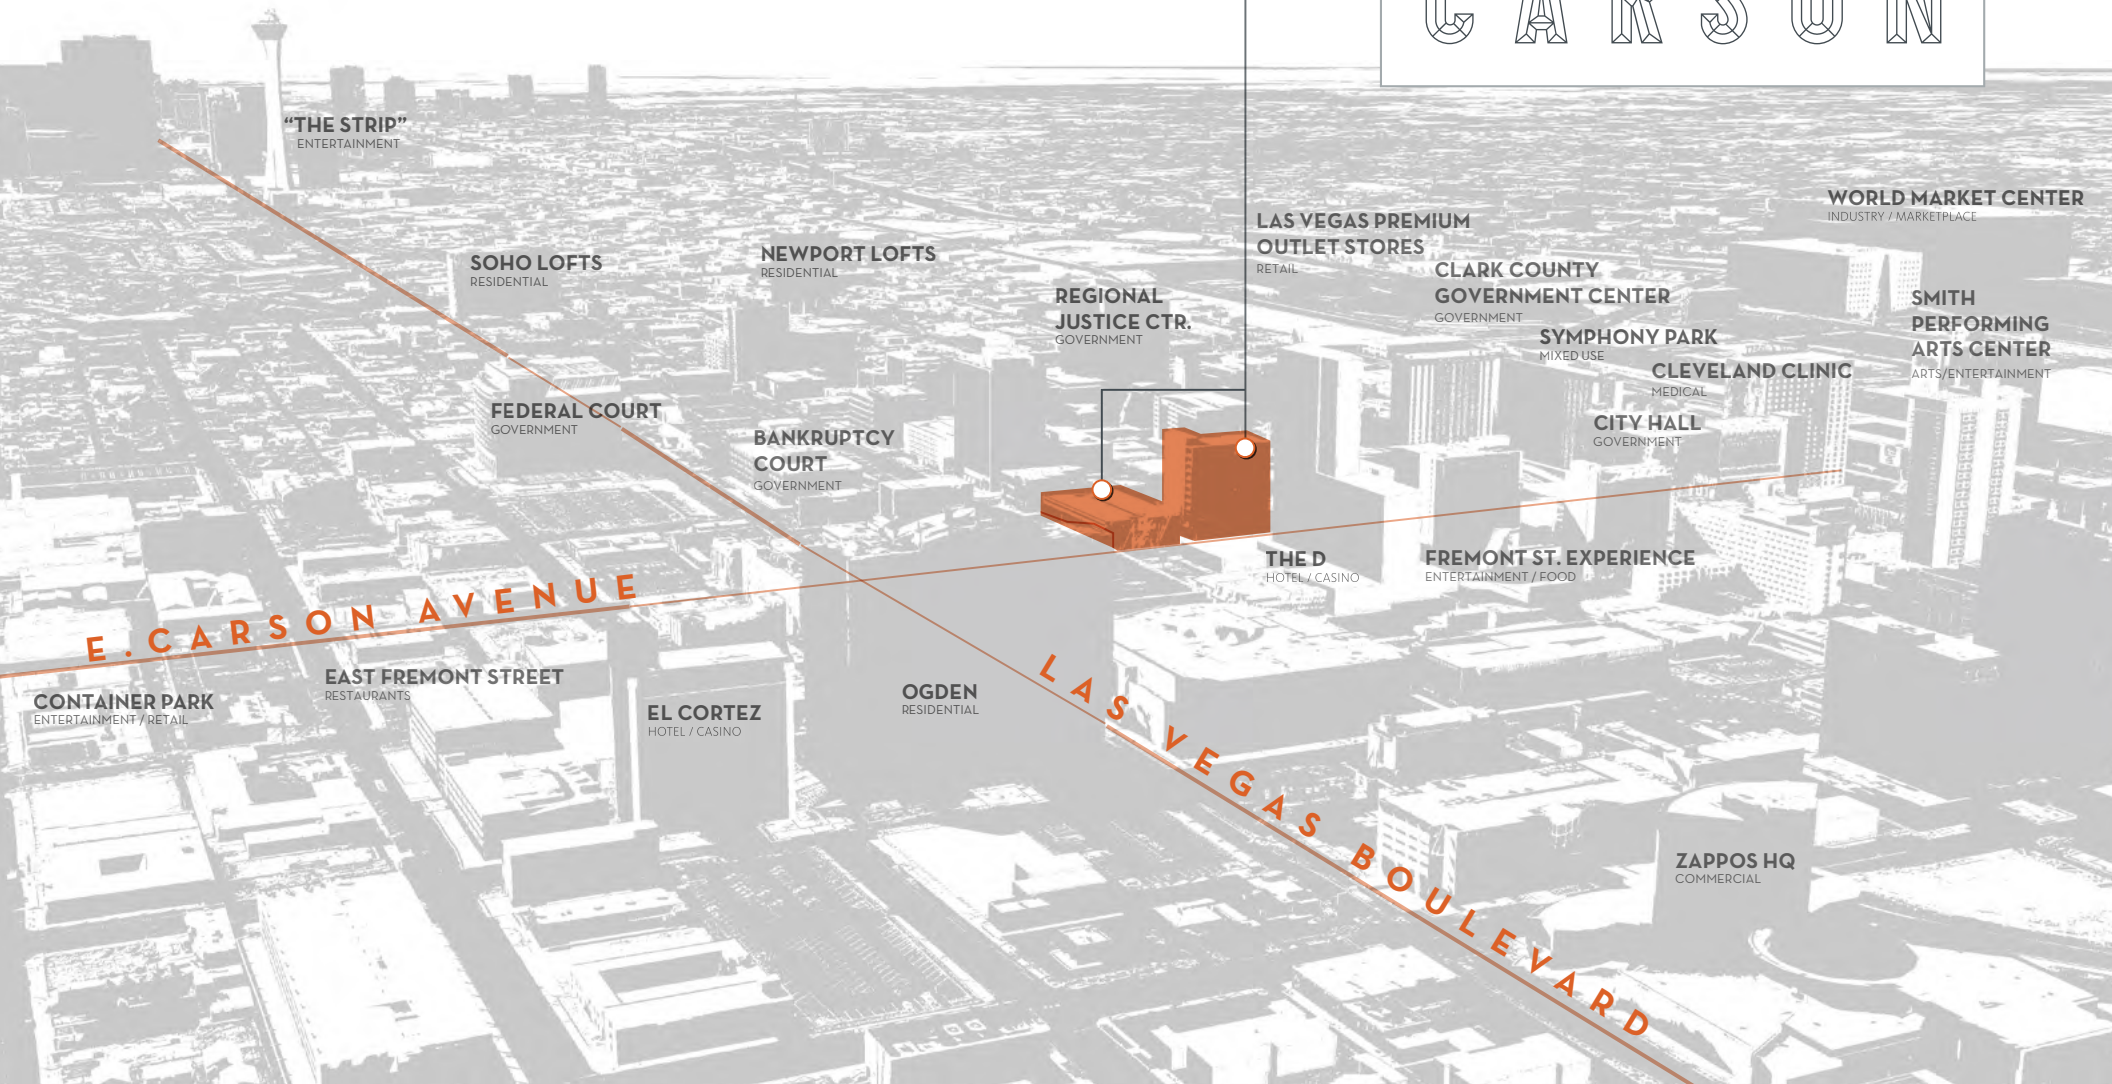 CARSON
“THE STRIP”
ENTERTAINMENT
WORLD MARKET CENTER
INDUSTRY / MARKETPLACE
LAS VEGAS PREMIUM
OUTLET STORES
RETAIL
SOHO LOFTS
RESIDENTIAL
NEWPORT LOFTS
RESIDENTIAL
CLARK COUNTY
GOVERNMENT CENTER
GOVERNMENT
REGIONAL
JUSTICE CTR.
GOVERNMENT
SMITH
PERFORMING
ARTS CENTER
ARTS/ENTERTAINMENT
SYMPHONY PARK
MIXED USE
CLEVELAND CLINIC
MEDICAL
FEDERAL COURT
GOVERNMENT
CITY HALL
GOVERNMENT
BANKRUPTCY
COURT
GOVERNMENT
THE D
HOTEL / CASINO
FREMONT ST. EXPERIENCE
ENTERTAINMENT / FOOD
E. CARSON AVENUE
EAST FREMONT STREET
RESTAURANTS
CONTAINER PARK
ENTERTAINMENT / RETAIL
EL CORTEZ
HOTEL / CASINO
OGDEN
RESIDENTIAL
LAS VEGAS BOULEVARD
ZAPPOS HQ
COMMERCIAL